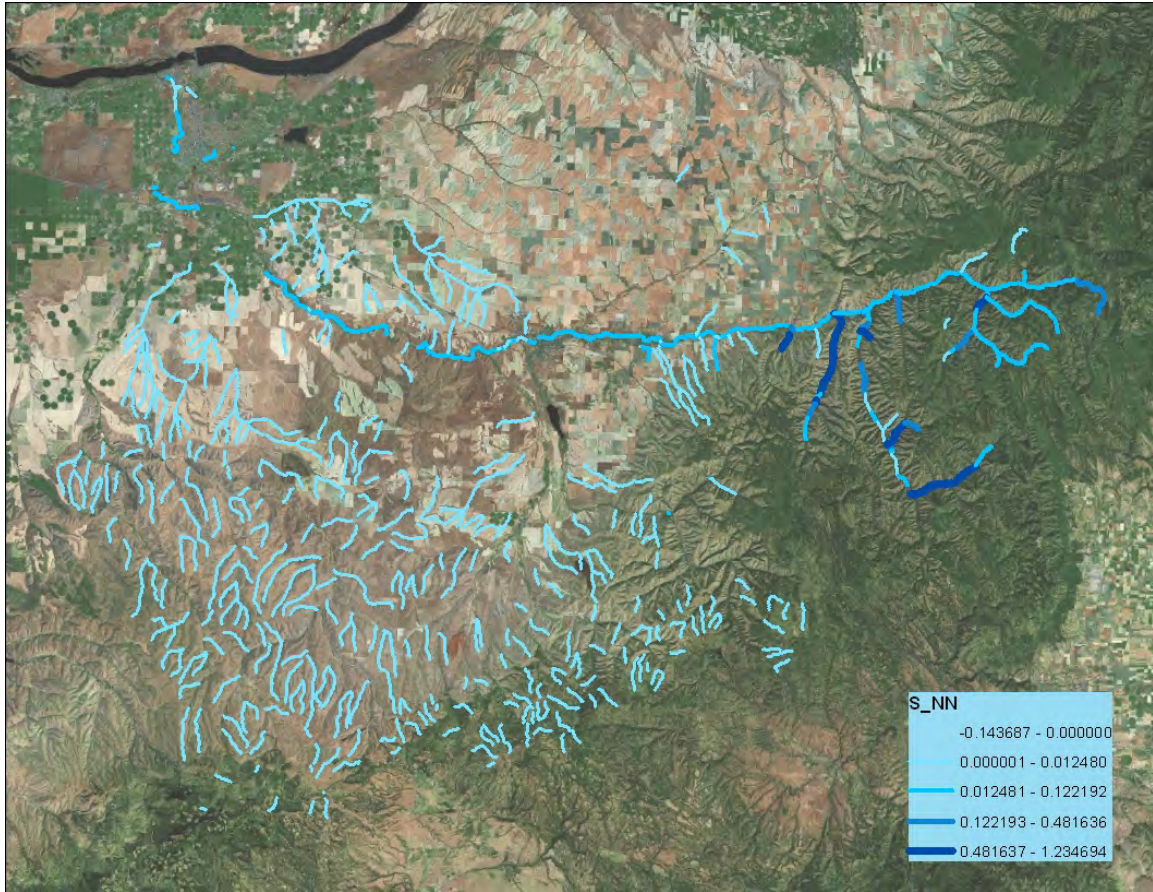 S_NN
-0.143687 - 0.000000
0.000001 - 0.012480
0.012481 - 0.122192
0.122193 - 0.481636
0.481637 - 1.234694